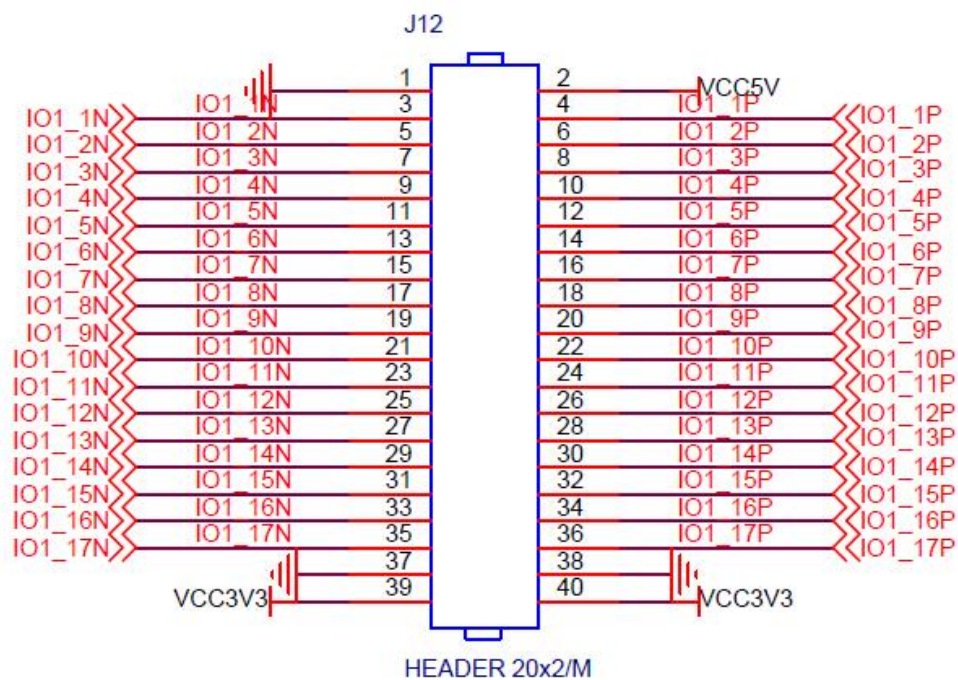 J12
1 2 VCC5V
IO1_1N IO1_1N 3 4 IO1_1P IO1_1P
IO1_2N IO1_2N 5 6 IO1_2P IO1_2P
IO1_3N IO1_3N 7 8 IO1_3P IO1_3P
IO1_4N IO1_4N 9 10 IO1_4P IO1_4P
IO1_5N IO1_5N 11 12 IO1_5P IO1_5P
IO1_6N IO1_6N 13 14 IO1_6P IO1_6P
IO1_7N IO1_7N 15 16 IO1_7P IO1_7P
IO1_8N IO1_8N 17 18 IO1_8P IO1_8P
IO1_9N IO1_9N 19 20 IO1_9P IO1_9P
IO1_10N IO1_10N 21 22 IO1_10P IO1_10P
IO1_11N IO1_11N 23 24 IO1_11P IO1_11P
IO1_12N IO1_12N 25 26 IO1_12P IO1_12P
IO1_13N IO1_13N 27 28 IO1_13P IO1_13P
IO1_14N IO1_14N 29 30 IO1_14P IO1_14P
IO1_15N IO1_15N 31 32 IO1_15P IO1_15P
IO1_16N IO1_16N 33 34 IO1_16P IO1_16P
IO1_17N IO1_17N 35 36 IO1_17P IO1_17P
37 38
VCC3V3 39 40 VCC3V3
HEADER 20x2/M